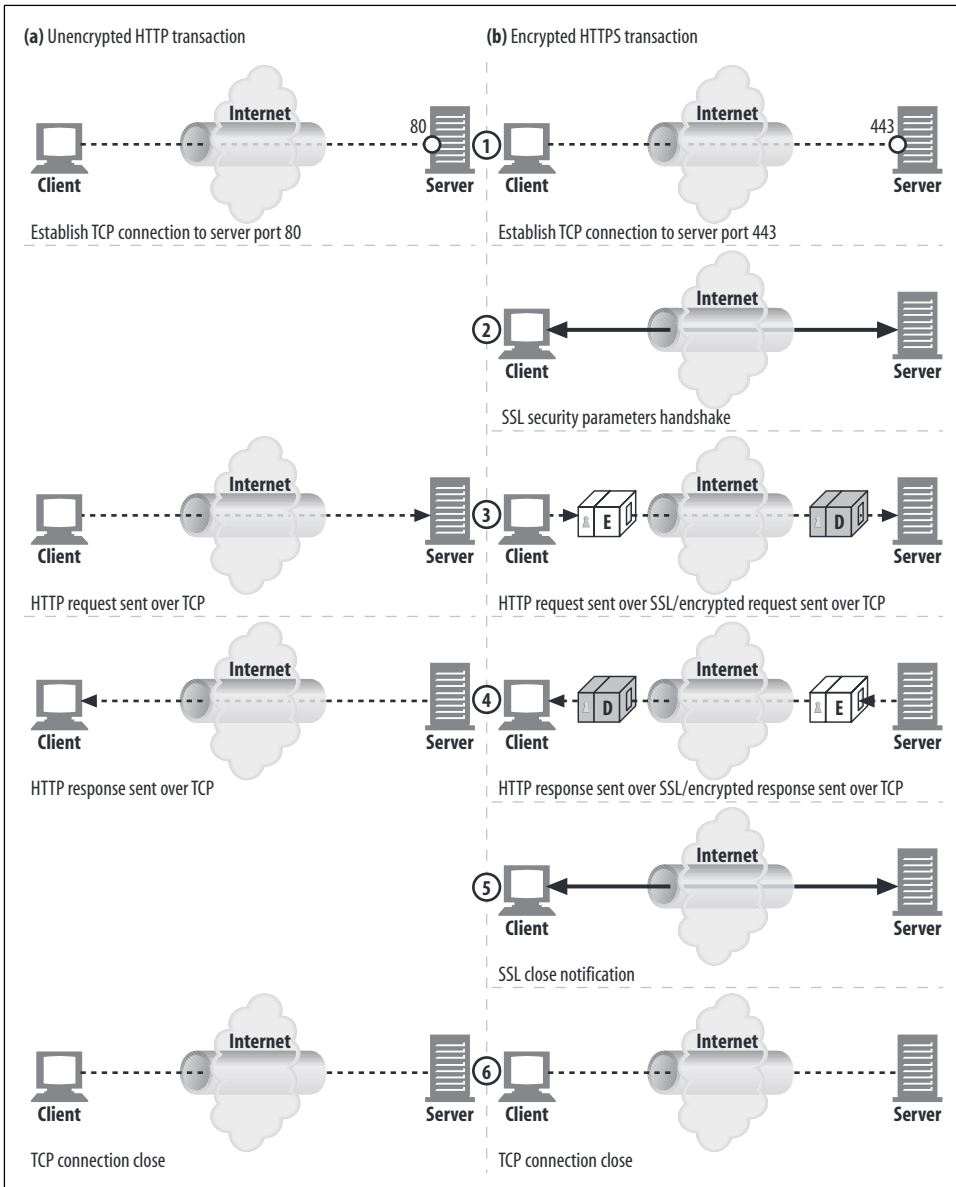 (a) Unencrypted HTTP transaction
(b) Encrypted HTTPS transaction
Internet
80
Client
Server
Establish TCP connection to server port 80
1
Internet
443
Client
Server
Establish TCP connection to server port 443
2
Internet
Client
Server
SSL security parameters handshake
Internet
Client
Server
HTTP request sent over TCP
3
Internet
E
D
Client
Server
HTTP request sent over SSL/encrypted request sent over TCP
Internet
Client
Server
HTTP response sent over TCP
4
Internet
D
E
Client
Server
HTTP response sent over SSL/encrypted response sent over TCP
5
Internet
Client
Server
SSL close notification
Internet
Client
Server
TCP connection close
6
Internet
Client
Server
TCP connection close